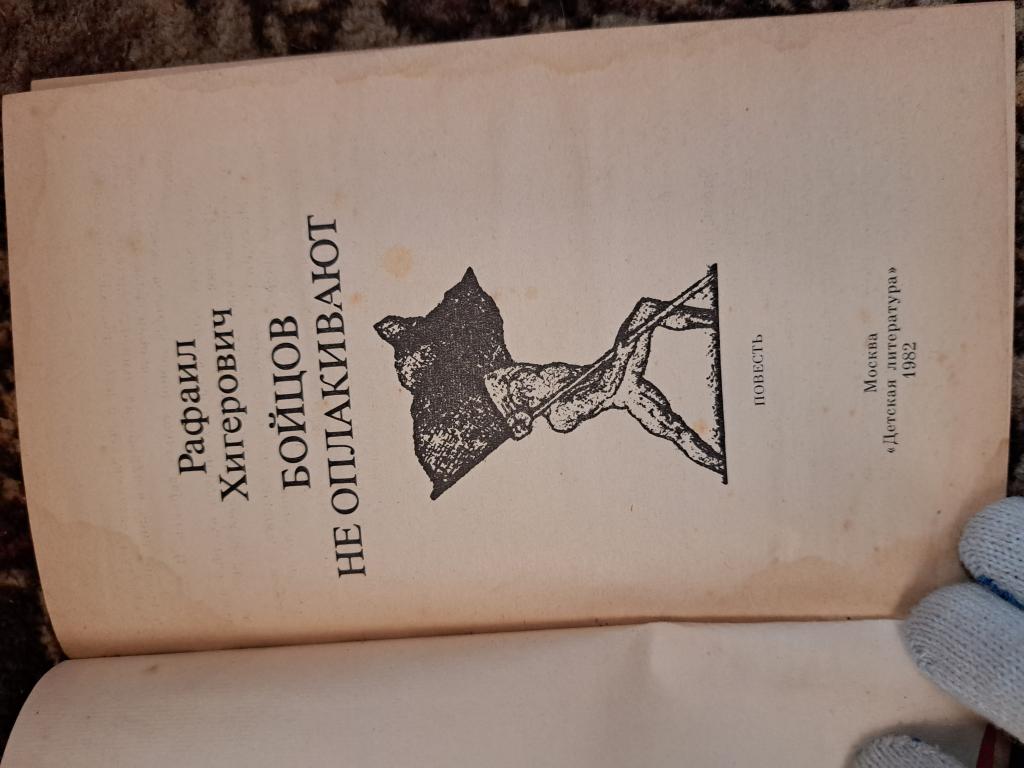 Рафаил
Хигерович
БОЙЦОВ
НЕ ОПЛАКИВАЮТ
ПОВЕСТЬ
Москва
«Детская литература»
1982